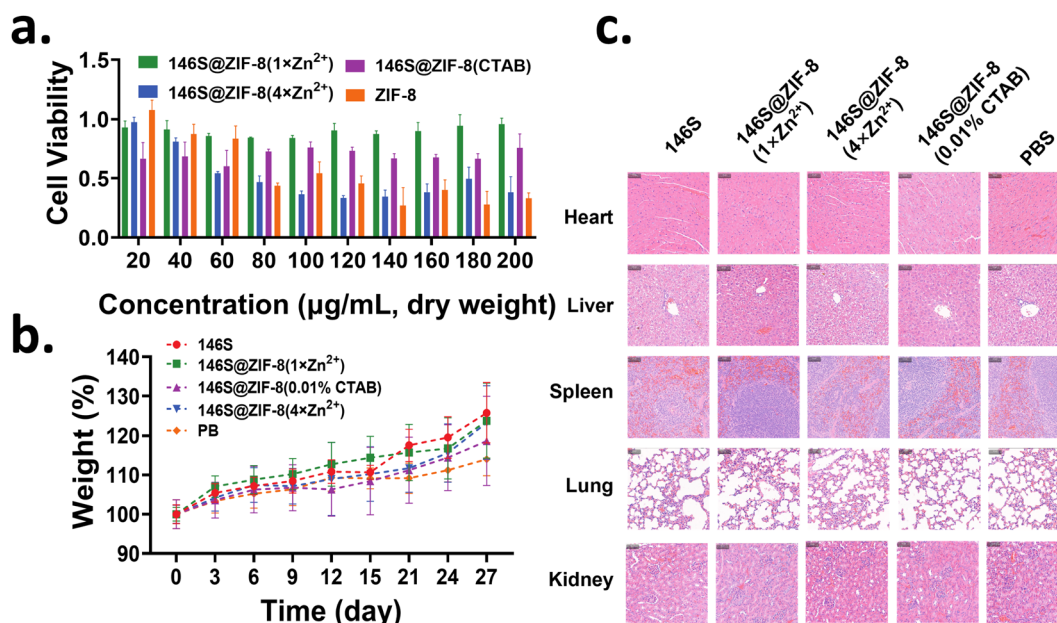 a.
1.5
1.0
0.5
0.0
Cell Viability
146S@ZIF-8(1×Zn²⁺)
146S@ZIF-8(CTAB)
146S@ZIF-8(4×Zn²⁺)
ZIF-8
20 40 60 80 100 120 140 160 180 200
Concentration (μg/mL, dry weight)
b.
140
130
120
110
100
90
Weight (%)
146S
146S@ZIF-8(1×Zn²⁺)
146S@ZIF-8(0.01% CTAB)
146S@ZIF-8(4×Zn²⁺)
PB
0 3 6 9 12 15 21 24 27
Time (day)
c.
146S
146S@ZIF-8
(1×Zn²⁺)
146S@ZIF-8
(4×Zn²⁺)
146S@ZIF-8
(0.01% CTAB)
PBS
Heart
Liver
Spleen
Lung
Kidney